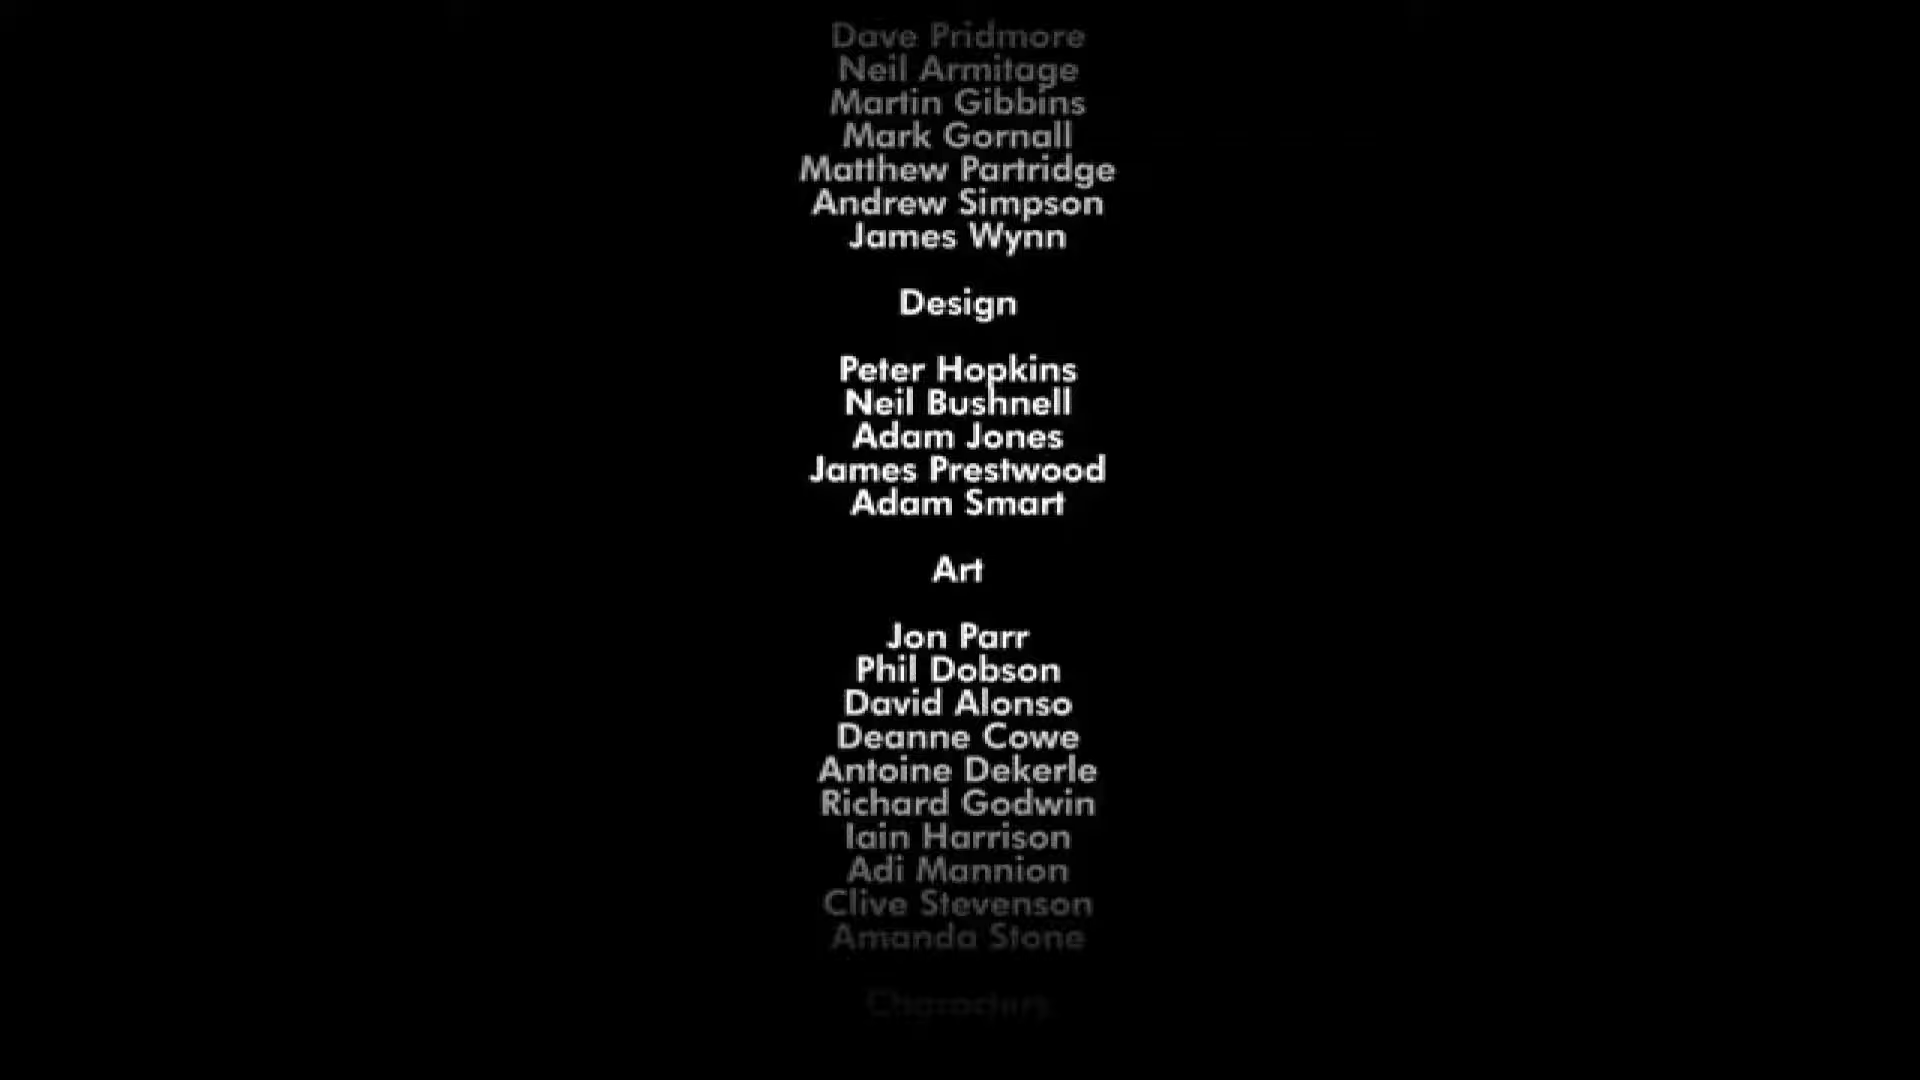 Dave Pridmore
Neil Armitage
Martin Gibbins
Mark Gornall
Matthew Partridge
Andrew Simpson
James Wynn
Design
Peter Hopkins
Neil Bushnell
Adam Jones
James Prestwood
Adam Smart
Art
Jon Parr
Phil Dobson
David Alonso
Deanne Cowe
Antoine Dekerle
Richard Godwin
Iain Harrison
Adi Mannion
Clive Stevenson
Amanda Stone
Characters